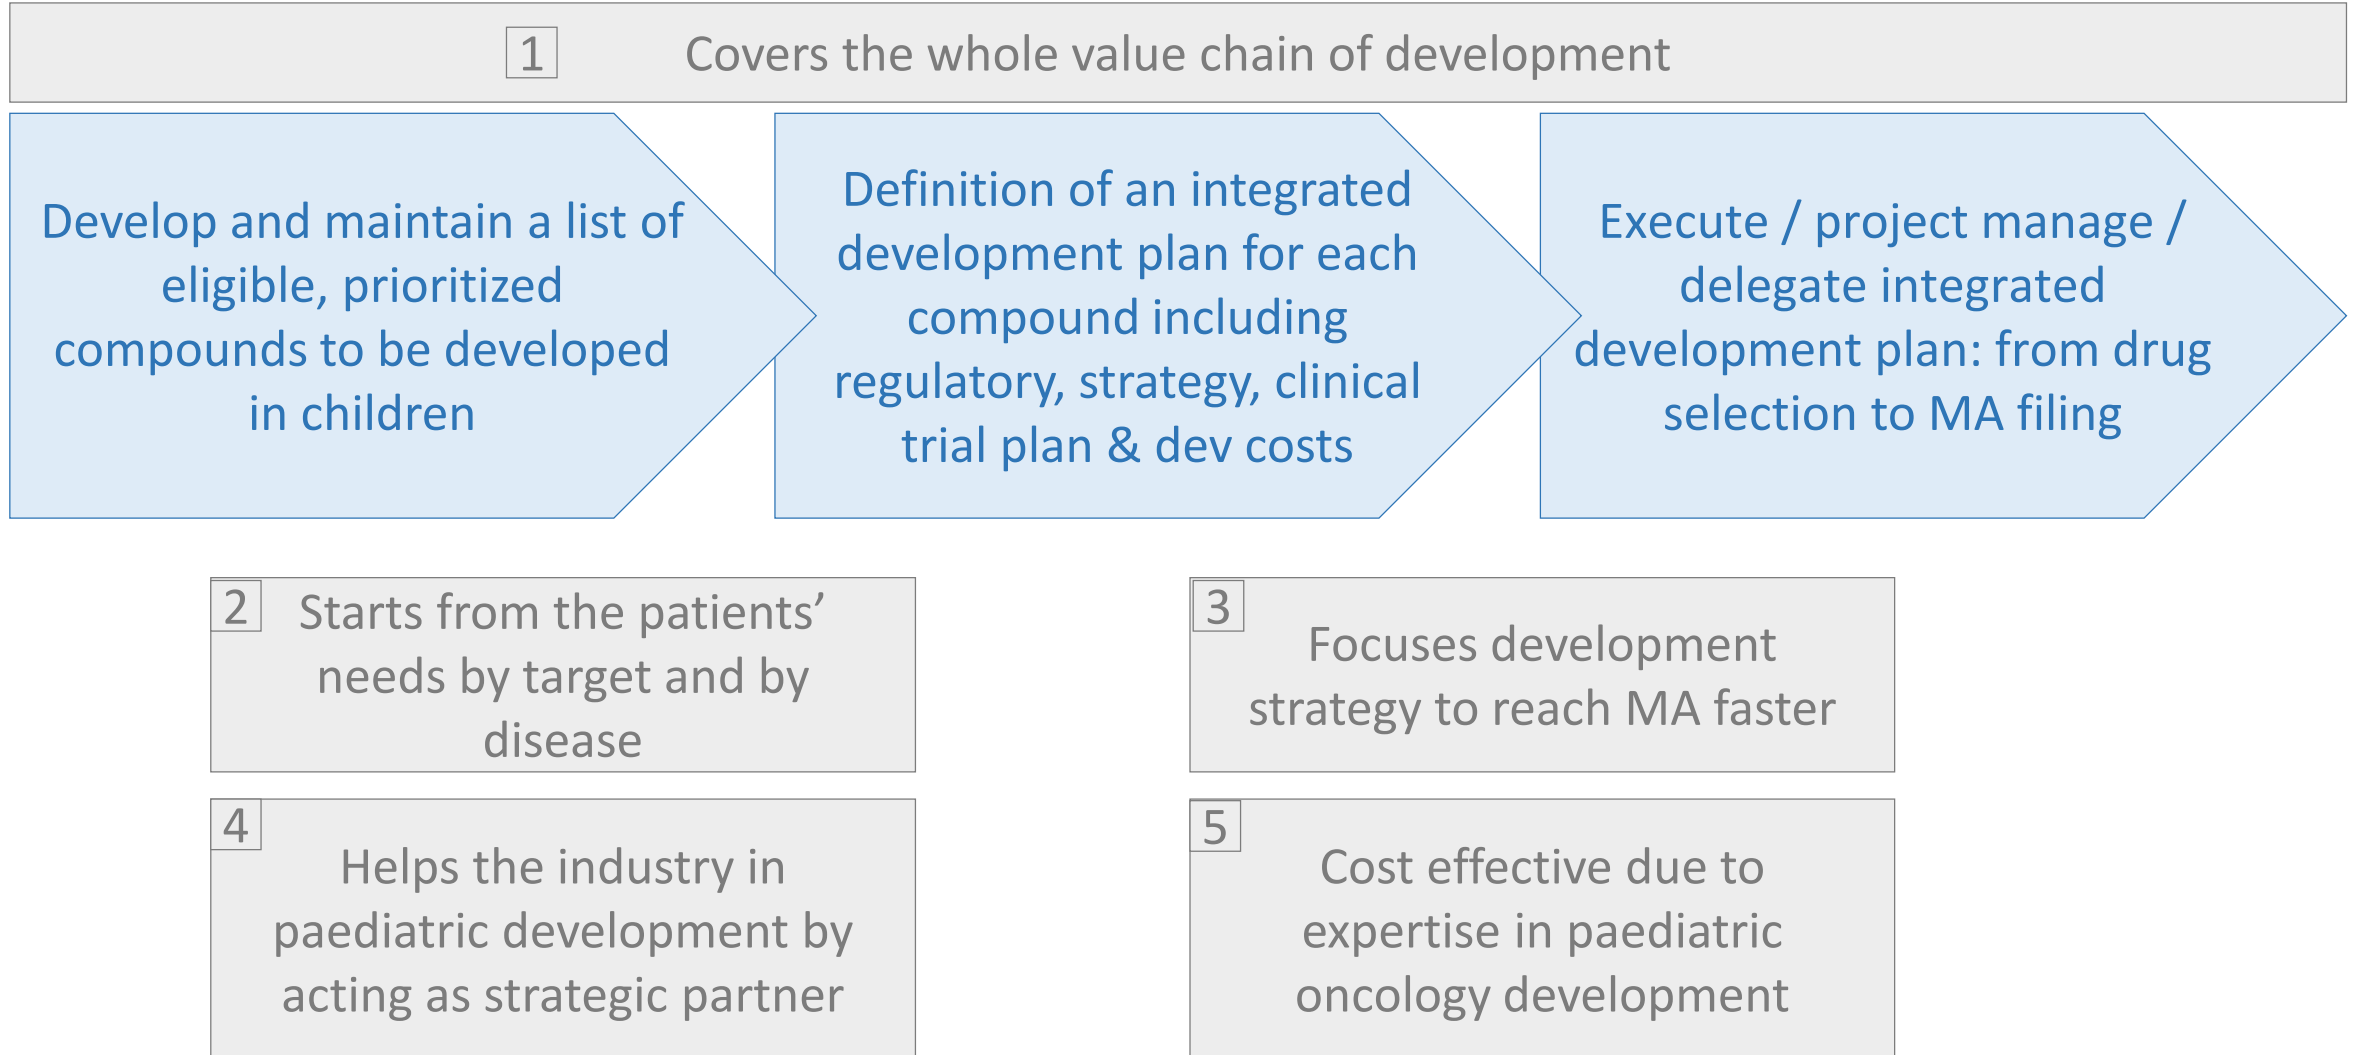 1 Covers the whole value chain of development
Develop and maintain a list of
eligible, prioritized
compounds to be developed
in children
Definition of an integrated
development plan for each
compound including
regulatory, strategy, clinical
trial plan & dev costs
Execute / project manage /
delegate integrated
development plan: from drug
selection to MA filing
2 Starts from the patients’
needs by target and by
disease
3
Focuses development
strategy to reach MA faster
4
Helps the industry in
paediatric development by
acting as strategic partner
5
Cost effective due to
expertise in paediatric
oncology development